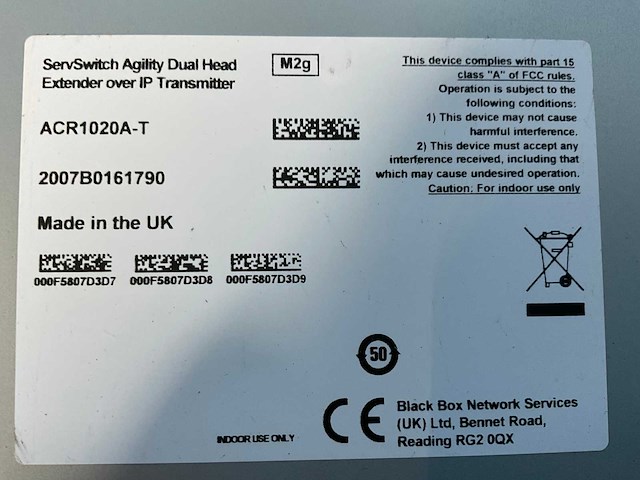 ServSwitch Agility Dual Head
Extender over IP Transmitter
M2g
ACR1020A-T
2007B0161790
Made in the UK
000F5807D3D7 000F5807D3D8 000F5807D3D9
This device complies with part 15
class "A" of FCC rules.
Operation is subject to the
following conditions:
1) This device may not cause
harmful interference.
2) This device must accept any
interference received, including that
which may cause undesired operation.
Caution: For indoor use only
50
CE
INDOOR USE ONLY
Black Box Network Services
(UK) Ltd, Bennet Road,
Reading RG2 0QX